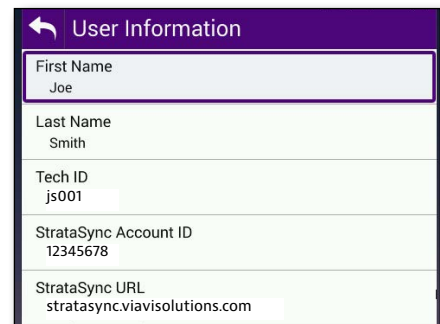 User Information
First Name
Joe
Last Name
Smith
Tech ID
js001
StrataSync Account ID
12345678
StrataSync URL
stratasync.viavisolutions.com